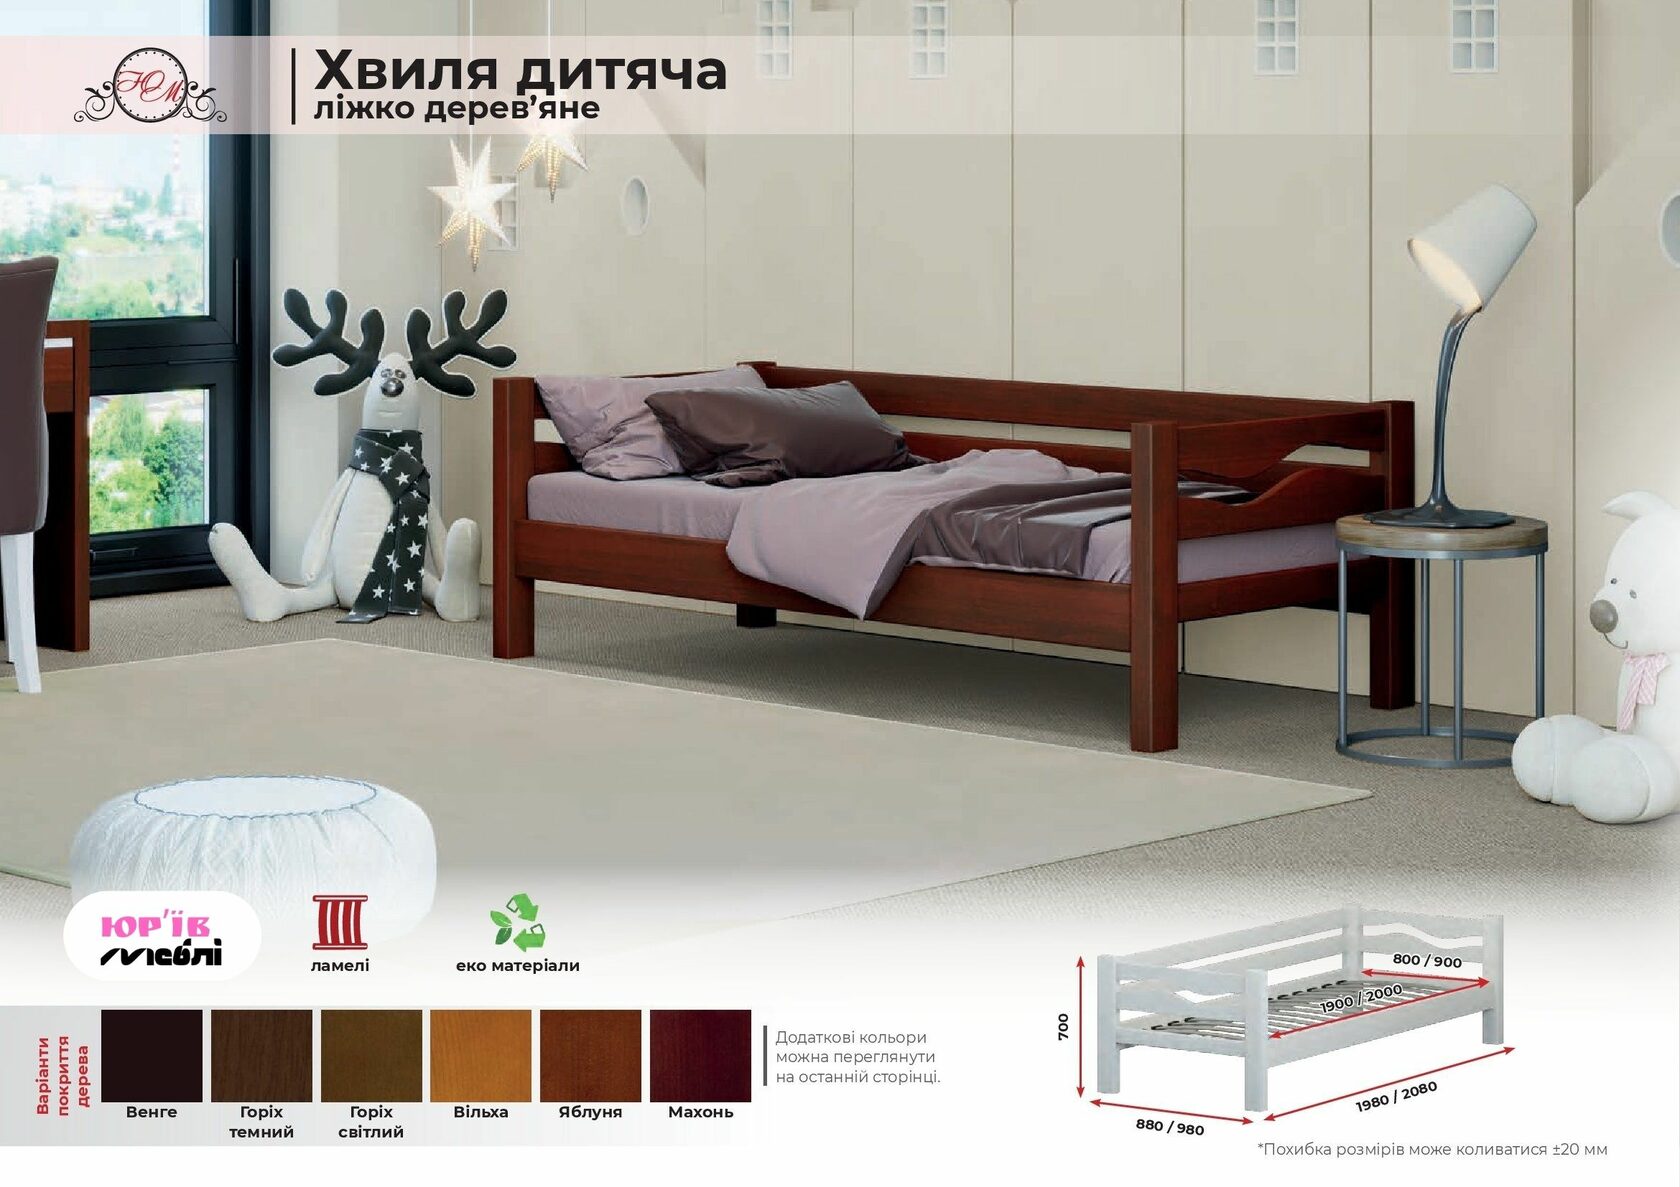 ЮМ
Хвиля дитяча
ліжко дерев’яне
ЮР'ЇВ
меблі
ламелі
еко матеріали
Варіанти
покриття
дерева
Венге
Горіх
темний
Горіх
світлий
Вільха
Яблуня
Махонь
Додаткові кольори
можна переглянути
на останній сторінці.
700
800 / 900
1900 / 2000
1980 / 2080
880 / 980
*Похибка розмірів може коливатися ±20 мм